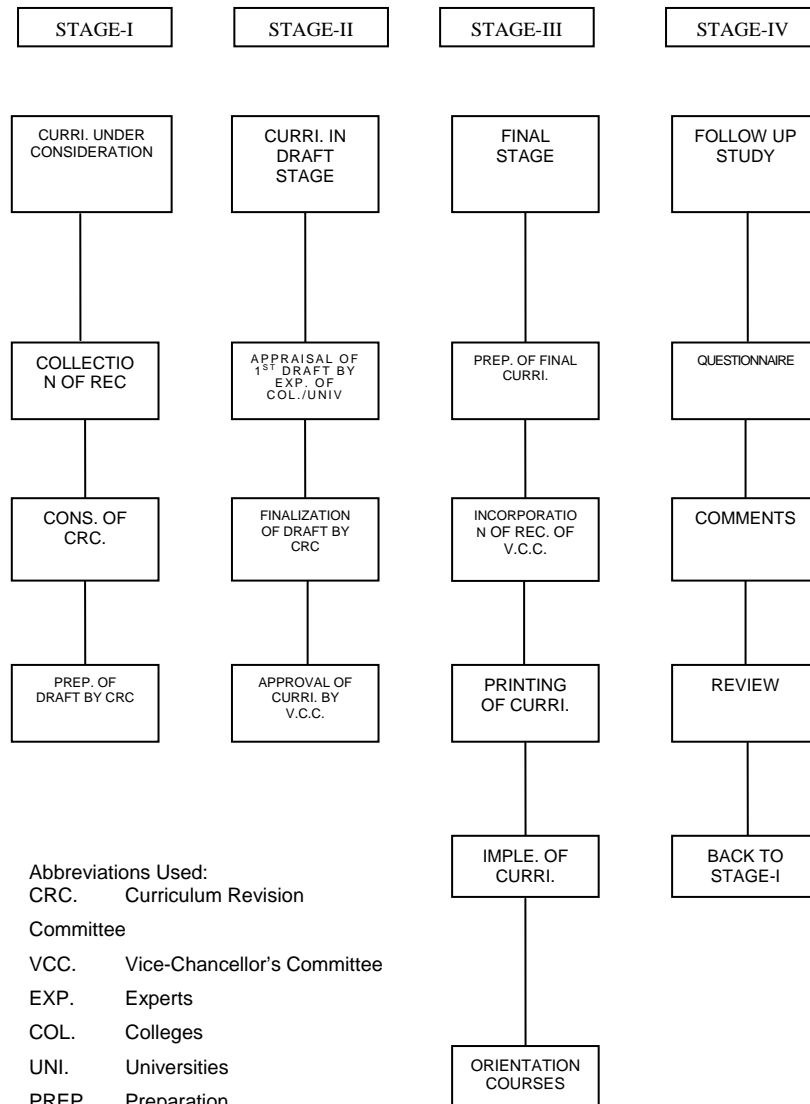 STAGE-I
STAGE-II
STAGE-III
STAGE-IV
CURRI. UNDER
CONSIDERATION
CURRI. IN
DRAFT
STAGE
FINAL
STAGE
FOLLOW UP
STUDY
COLLECTIO
N OF REC
APPRAISAL OF
1ST DRAFT BY
EXP. OF
COL./UNIV
PREP. OF FINAL
CURRI.
QUESTIONNAIRE
CONS. OF
CRC.
FINALIZATION
OF DRAFT BY
CRC
INCORPORATIO
N OF REC. OF
V.C.C.
COMMENTS
PREP. OF
DRAFT BY CRC
APPROVAL OF
CURRI. BY
V.C.C.
PRINTING
OF CURRI.
REVIEW
IMPLE. OF
CURRI.
BACK TO
STAGE-I
Abbreviations Used:
CRC. Curriculum Revision
Committee
VCC. Vice-Chancellor's Committee
EXP. Experts
COL. Colleges
UNI. Universities
PREP. Preparation
ORIENTATION
COURSES